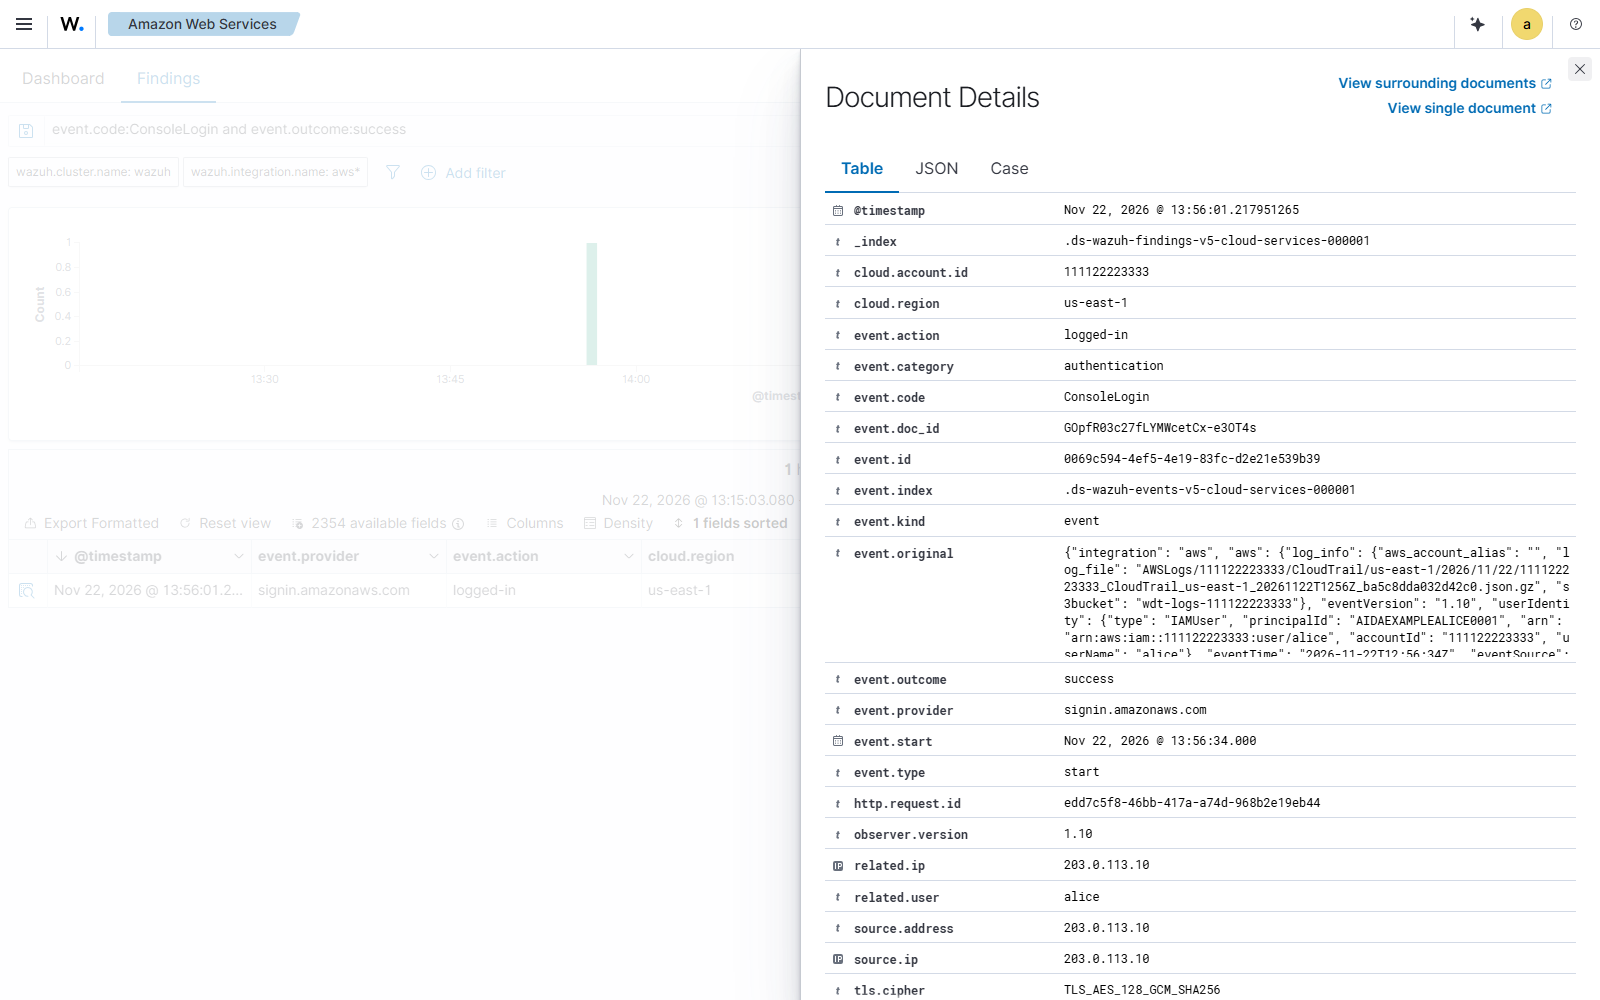 W.
Amazon Web Services
a
Dashboard
Findings
event.code:ConsoleLogin and event.outcome:success
wazuh.cluster.name: wazuh
wazuh.integration.name: aws*
Add filter
1
0.8
0.6
0.4
0.2
0
Count
13:30
13:45
14:00
@timest
1 h
Nov 22, 2026 @ 13:15:03.080
Export Formatted
Reset view
2354 available fields
Columns
Density
1 fields sorted
@timestamp
event.provider
event.action
cloud.region
Nov 22, 2026 @ 13:56:01.2...
signin.amazonaws.com
logged-in
us-east-1
Document Details
View surrounding documents
View single document
Table
JSON
Case
@timestamp Nov 22, 2026 @ 13:56:01.217951265
t _index .ds-wazuh-findings-v5-cloud-services-000001
t cloud.account.id 111122223333
t cloud.region us-east-1
t event.action logged-in
t event.category authentication
t event.code ConsoleLogin
t event.doc_id GOpfR03c27fLYMWcetCx-e3OT4s
t event.id 0069c594-4ef5-4e19-83fc-d2e21e539b39
t event.index .ds-wazuh-events-v5-cloud-services-000001
t event.kind event
t event.original {"integration": "aws", "aws": {"log_info": {"aws_account_alias": "", "l
og_file": "AWSLogs/111122223333/CloudTrail/us-east-1/2026/11/22/111122
223333_CloudTrail_us-east-1_20261122T1256Z_ba5c8dda032d42c0.json.gz", "s
3bucket": "wdt-logs-111122223333"}, "eventVersion": "1.10", "userIdenti
ty": {"type": "IAMUser", "principalId": "AIDAEXAMPLEALICE0001", "arn":
"arn:aws:iam::111122223333:user/alice", "accountId": "111122223333", "u
serName": "alice"}, "eventTime": "2026-11-22T12:56:34Z", "eventSource":
t event.outcome success
t event.provider signin.amazonaws.com
event.start Nov 22, 2026 @ 13:56:34.000
t event.type start
t http.request.id edd7c5f8-46bb-417a-a74d-968b2e19eb44
t observer.version 1.10
related.ip 203.0.113.10
t related.user alice
t source.address 203.0.113.10
source.ip 203.0.113.10
t tls.cipher TLS_AES_128_GCM_SHA256